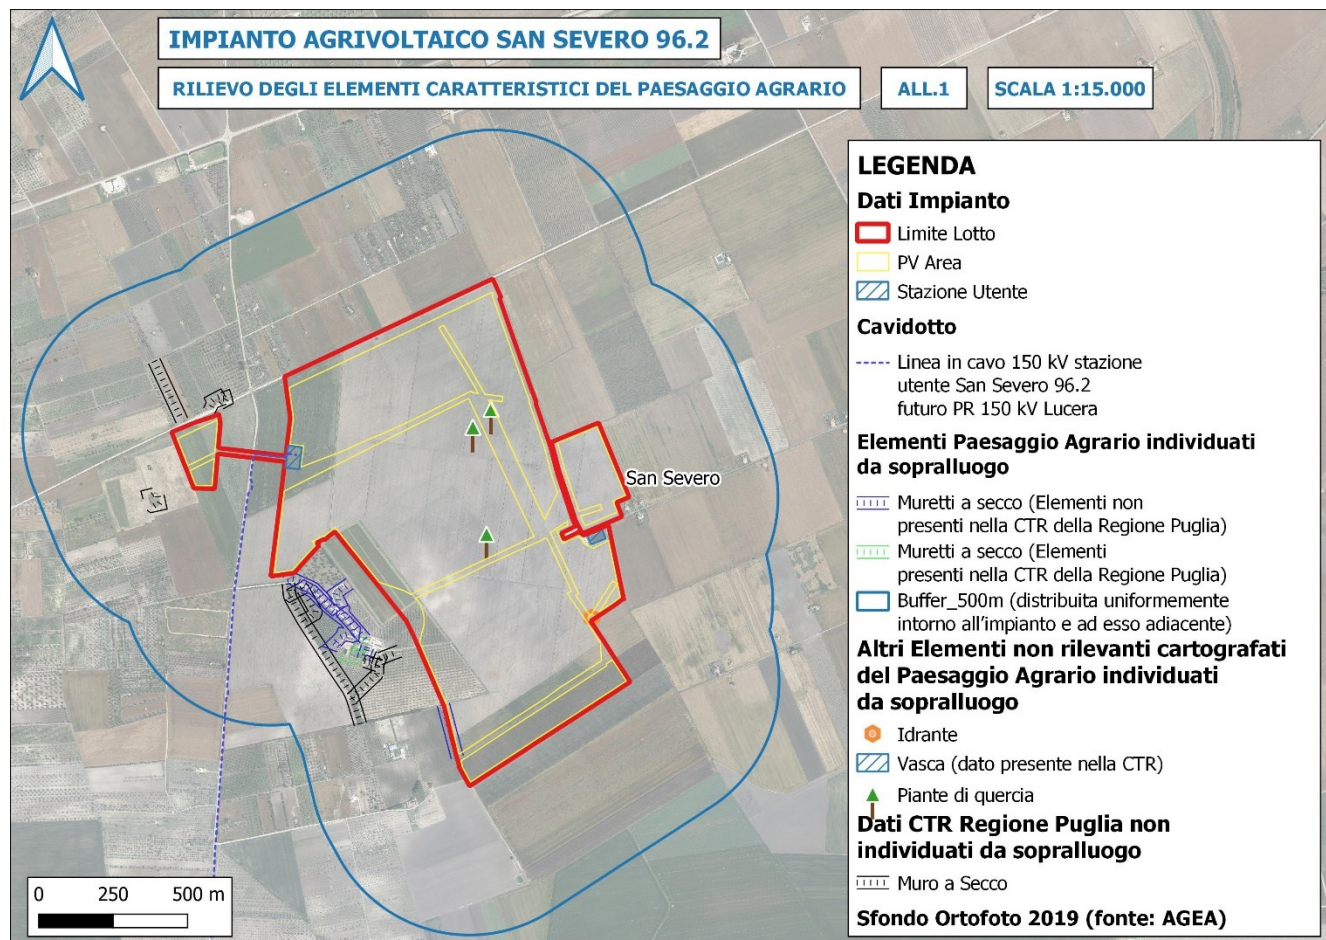 IMPIANTO AGRIVOLTAICO SAN SEVERO 96.2
RILIEVO DEGLI ELEMENTI CARATTERISTICI DEL PAESAGGIO AGRARIO
ALL.1
SCALA 1:15.000
San Severo
LEGENDA
Dati Impianto
Limite Lotto
PV Area
Stazione Utente
Cavidotto
Linea in cavo 150 kV stazione
utente San Severo 96.2
futuro PR 150 kV Lucera
Elementi Paesaggio Agrario individuati
da sopralluogo
Muretti a secco (Elementi non
presenti nella CTR della Regione Puglia)
Muretti a secco (Elementi
presenti nella CTR della Regione Puglia)
Buffer_500m (distribuita uniformemente
intorno all'impianto e ad esso adiacente)
Altri Elementi non rilevanti cartografati
del Paesaggio Agrario individuati
da sopralluogo
Idrante
Vasca (dato presente nella CTR)
Piante di quercia
Dati CTR Regione Puglia non
individuati da sopralluogo
Muro a Secco
Sfondo Ortofoto 2019 (fonte: AGEA)
0 250 500 m